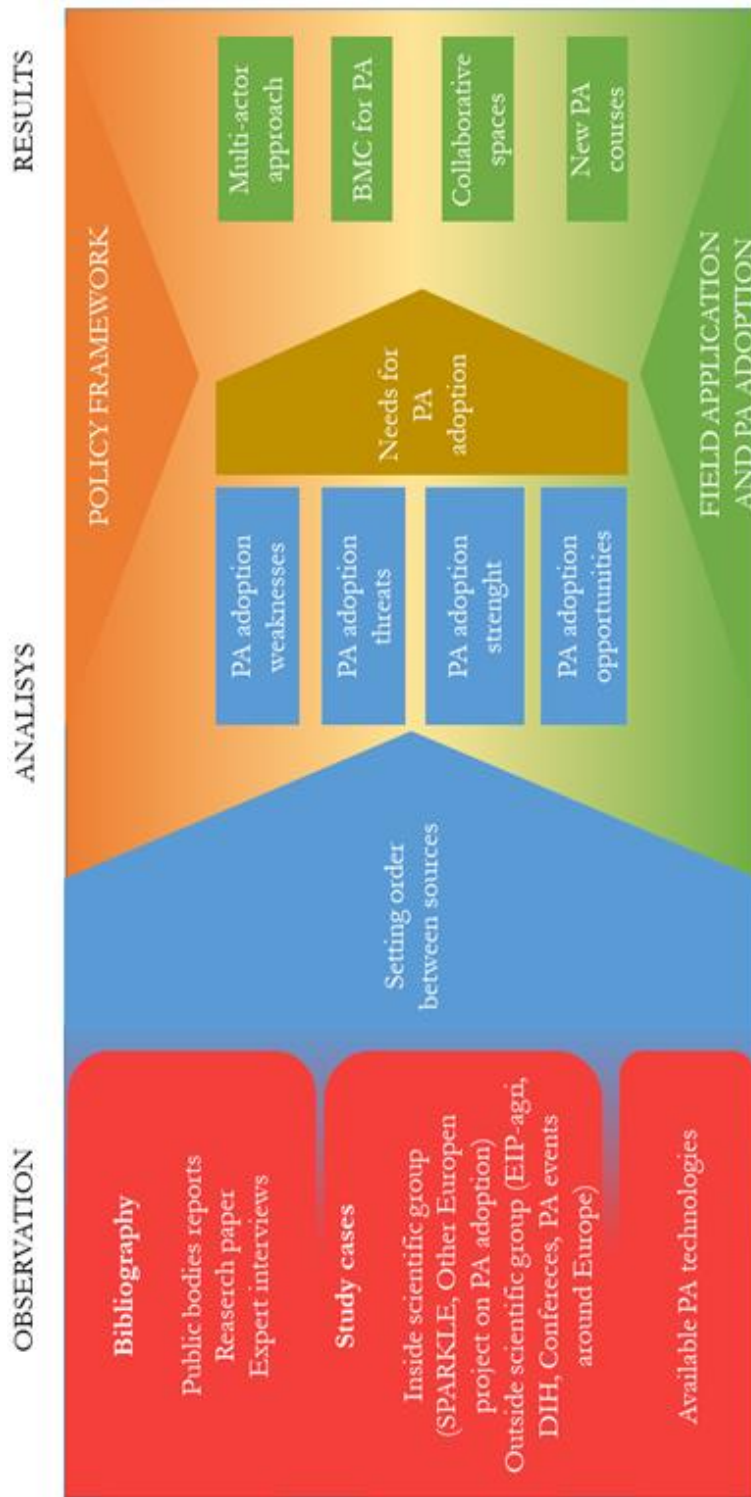 OBSERVATION
ANALISYS
RESULTS
Bibliography
Public bodies reports
Reaserch paper
Expert interviews
Study cases
Inside scientific group
(SPARKLE, Other Europen
project on PA adoption)
Outside scientific group (EIP-agri,
DIH, Confereces, PA events
around Europe)
Available PA technologies
Setting order
between sources
POLICY FRAMEWORK
PA adoption
weaknesses
PA adoption
threats
PA adoption
strenght
PA adoption
opportunities
Needs for
PA
adoption
Multi-actor
approach
BMC for PA
Collaborative
spaces
New PA
courses
FIELD APPLICATION
AND PA ADOPTION